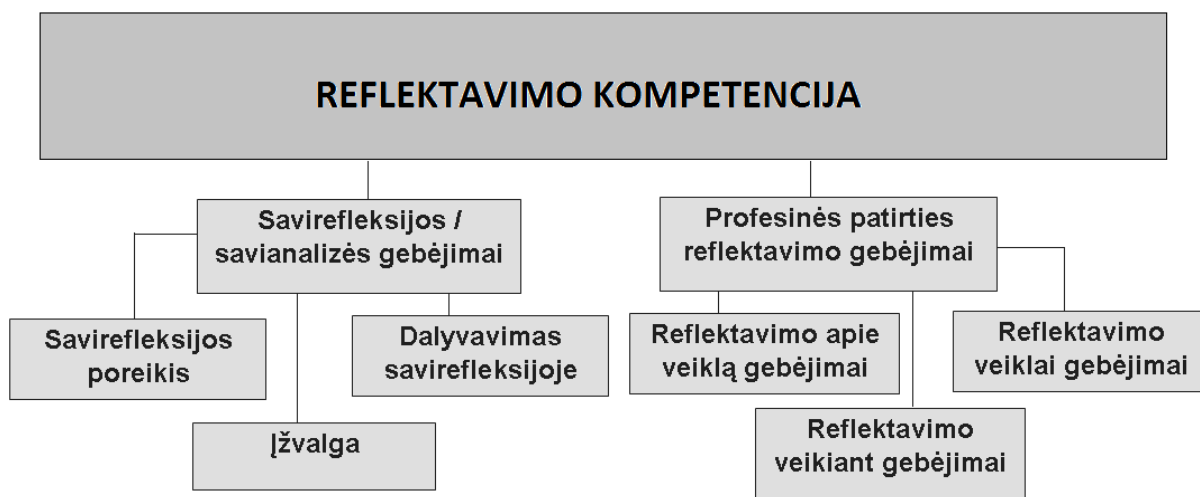 REFLEKTAVIMO KOMPETENCIJA
Savirefleksijos /
savianalizės gebėjimai
Profesinės patirties
reflektavimo gebėjimai
Savirefleksijos
poreikis
Dalyvavimas
savirefleksijoje
Įžvalga
Reflektavimo apie
veiklą gebėjimai
Reflektavimo
veiklai gebėjimai
Reflektavimo
veikiant gebėjimai